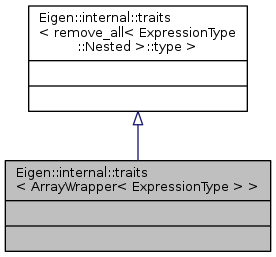 Eigen::internal::traits
< remove_all< ExpressionType
::Nested >::type >
Eigen::internal::traits
< ArrayWrapper< ExpressionType > >